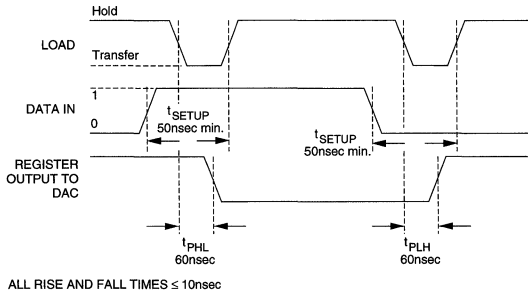 Hold
LOAD
Transfer
1
DATA IN
0
tSETUP
50nsec min.
tSETUP
50nsec min.
REGISTER
OUTPUT TO
DAC
tPHL
60nsec
tPLH
60nsec
ALL RISE AND FALL TIMES ≤ 10nsec